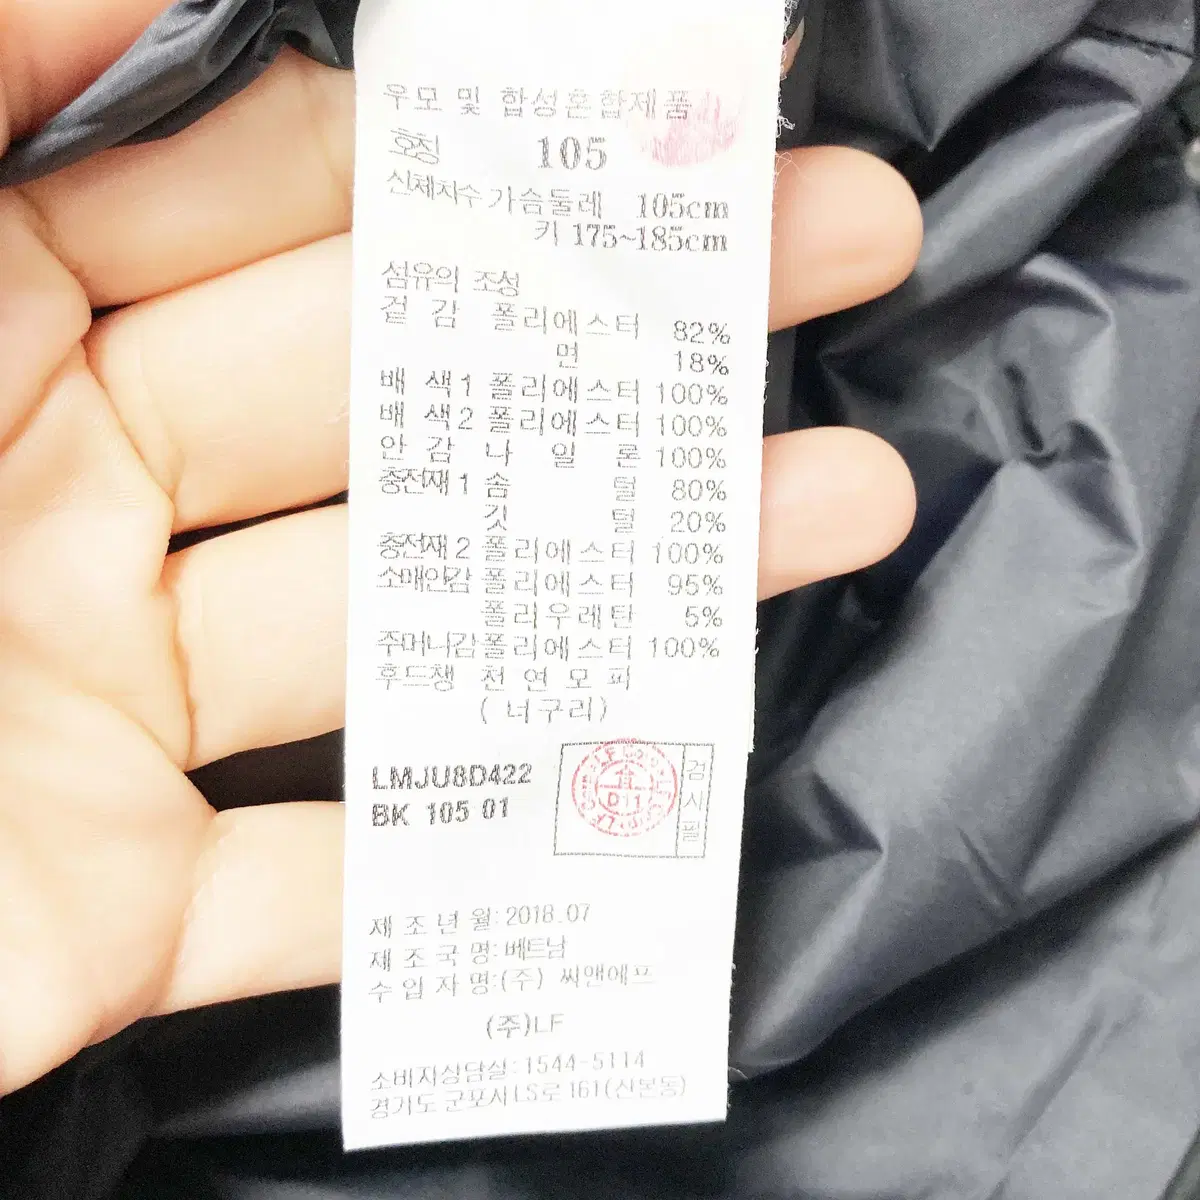 우모 및 합성혼합제품
호칭 105
신체치수 가슴둘레 105cm
키 175~185cm
섬유의 조성
겉 감 폴리에스터 82%
면 18%
배 색1 폴리에스터 100%
배 색2 폴리에스터 100%
안 감 나 일 론 100%
충전재1 솜 털 80%
깃 털 20%
충전재2 폴리에스터 100%
소매안감 폴리에스터 95%
폴리우레탄 5%
주머니감 폴리에스터 100%
후드챙 천 연 모 피
( 너구리)
LMJU8D422
BK 105 01
검사필
D11
제 조 년 월: 2018.07
제 조 국 명: 베트남
수 입 자 명:(주) 씨앤에프
(주)LF
소비자상담실: 1544-5114
경기도 군포시 LS로 161(산본동)